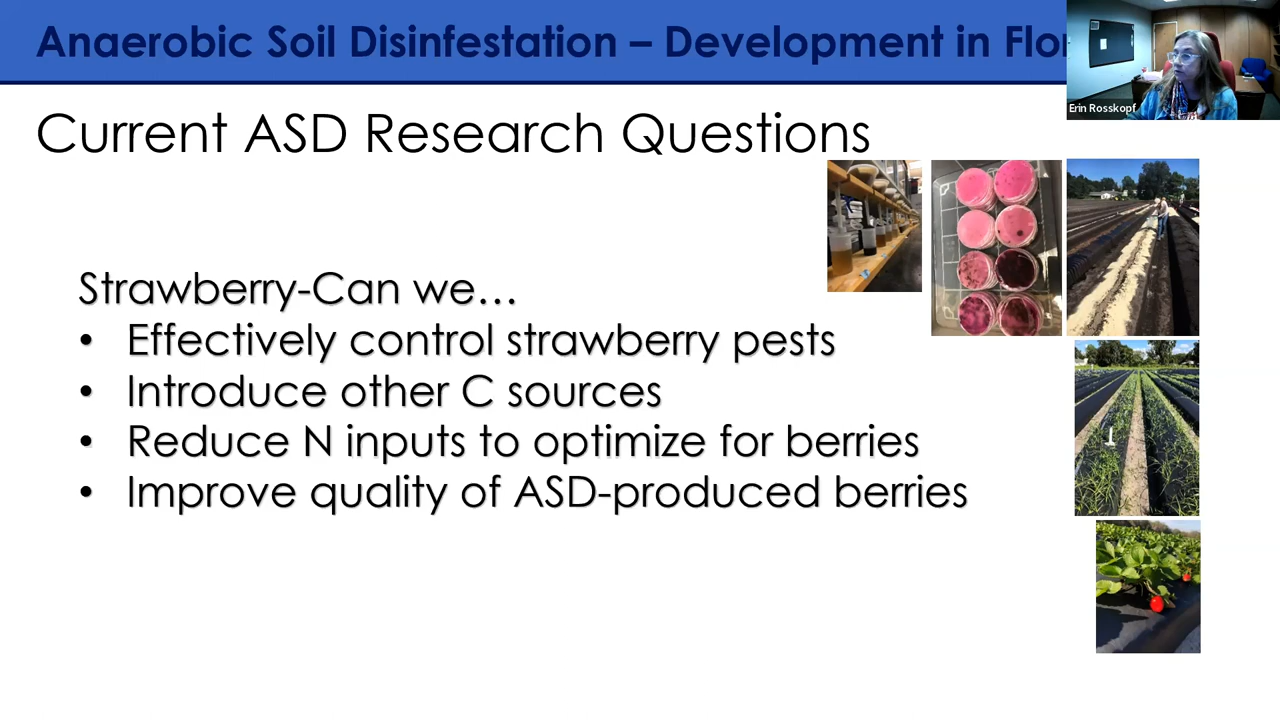 Anaerobic Soil Disinfestation – Development in Flor
Erin Rosskopf
Current ASD Research Questions
Strawberry-Can we…
• Effectively control strawberry pests
• Introduce other C sources
• Reduce N inputs to optimize for berries
• Improve quality of ASD-produced berries